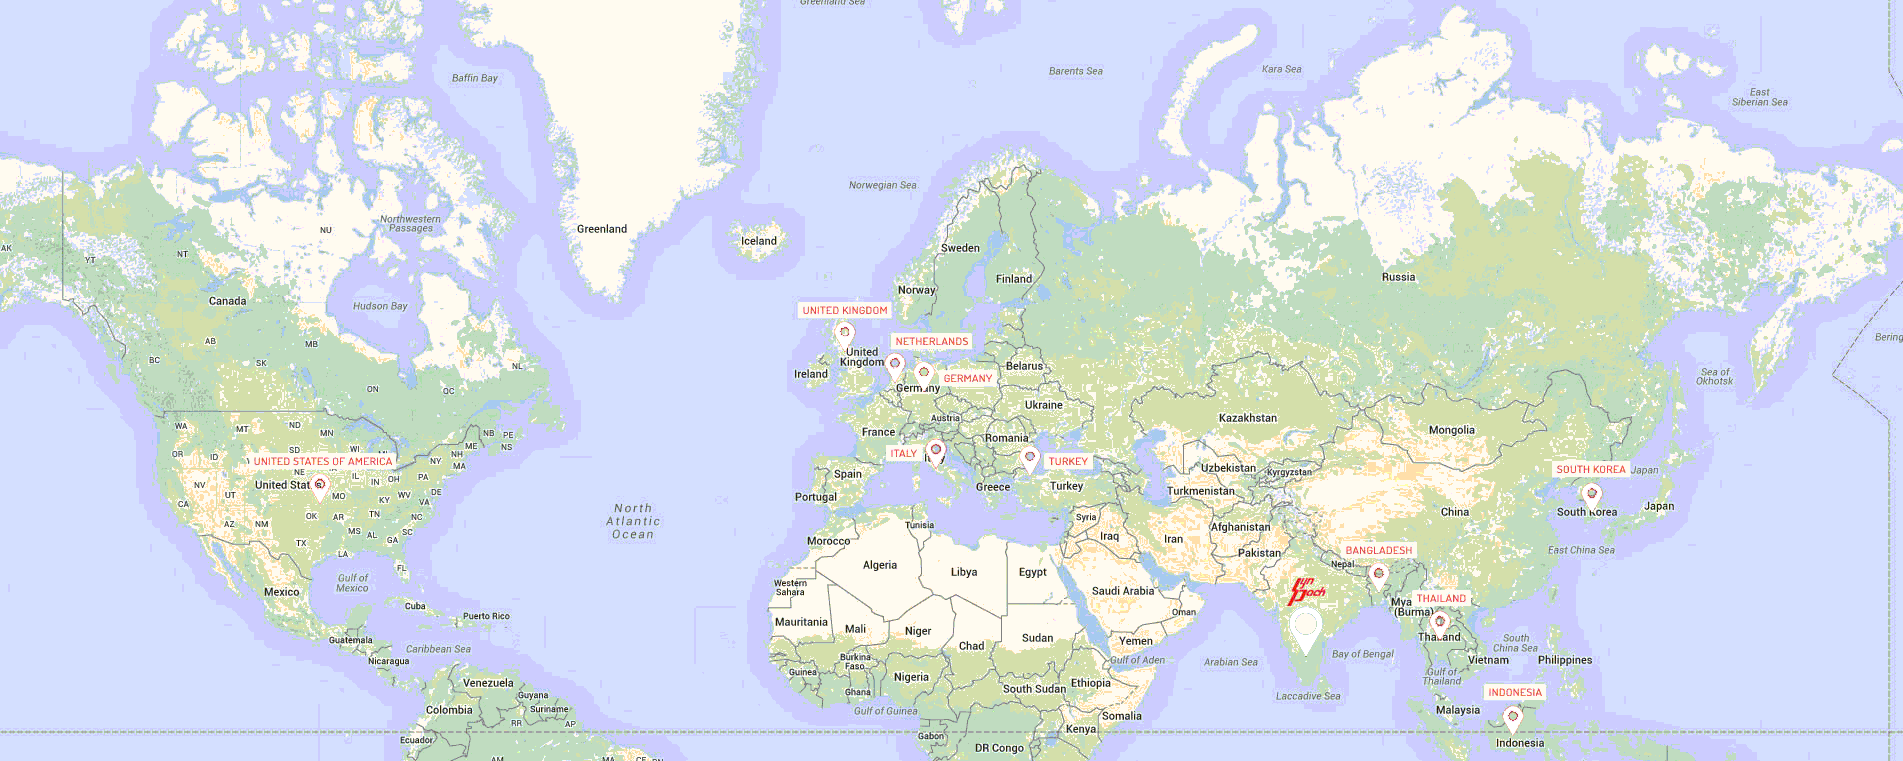 Greenland Sea
Baffin Bay
Barents Sea
Kara Sea
East
Siberian Sea
Norwegian Sea
Northwestern
Passages
NU
Greenland
Iceland
AK
YT
NT
Sweden
Finland
Norway
Russia
Canada
Hudson Bay
UNITED KINGDOM
Bering
AB
SK
MB
BC
ON
QC
NL
NETHERLANDS
United
Kingdom
Ireland
Belarus
GERMANY
Germany
Sea of
Okhotsk
Ukraine
Kazakhstan
Mongolia
Austria
France
Romania
WA
MT
ND
MN
NB
PE
NS
ME
OR
ID
SD
WI
NH
MA
NY
UNITED STATES OF AMERICA
ITALY
TURKEY
SOUTH KOREA
Japan
Spain
Portugal
Greece
Turkey
Uzbekistan
Kyrgyzstan
Turkmenistan
NE
IL
IN
OH
PA
NV
UT
MO
KY
WV
VA
DE
CA
AZ
NM
OK
AR
TN
NC
SC
MS
AL
GA
TX
LA
FL
North
Atlantic
Ocean
Tunisia
Syria
Iraq
Iran
Afghanistan
Pakistan
China
South Korea
Japan
East China Sea
BANGLADESH
Nepal
Morocco
Algeria
Libya
Egypt
Western
Sahara
Saudi Arabia
Oman
Lyn
Pach
Gulf of
Mexico
Mexico
Cuba
Puerto Rico
Mauritania
Mali
Niger
Chad
Sudan
Yemen
THAILAND
(Burma)
Thailand
Guatemala
Nicaragua
Caribbean Sea
Burkina
Faso
Guinea
Ghana
Nigeria
South Sudan
Ethiopia
Gulf of Aden
Arabian Sea
Bay of Bengal
South
China Sea
Vietnam
Philippines
Gulf of
Thailand
Laccadive Sea
INDONESIA
Malaysia
Indonesia
Venezuela
Guyana
Suriname
Colombia
RR
AP
Ecuador
Gulf of Guinea
Gabon
DR Congo
Kenya
Somalia
AM
MA
CE